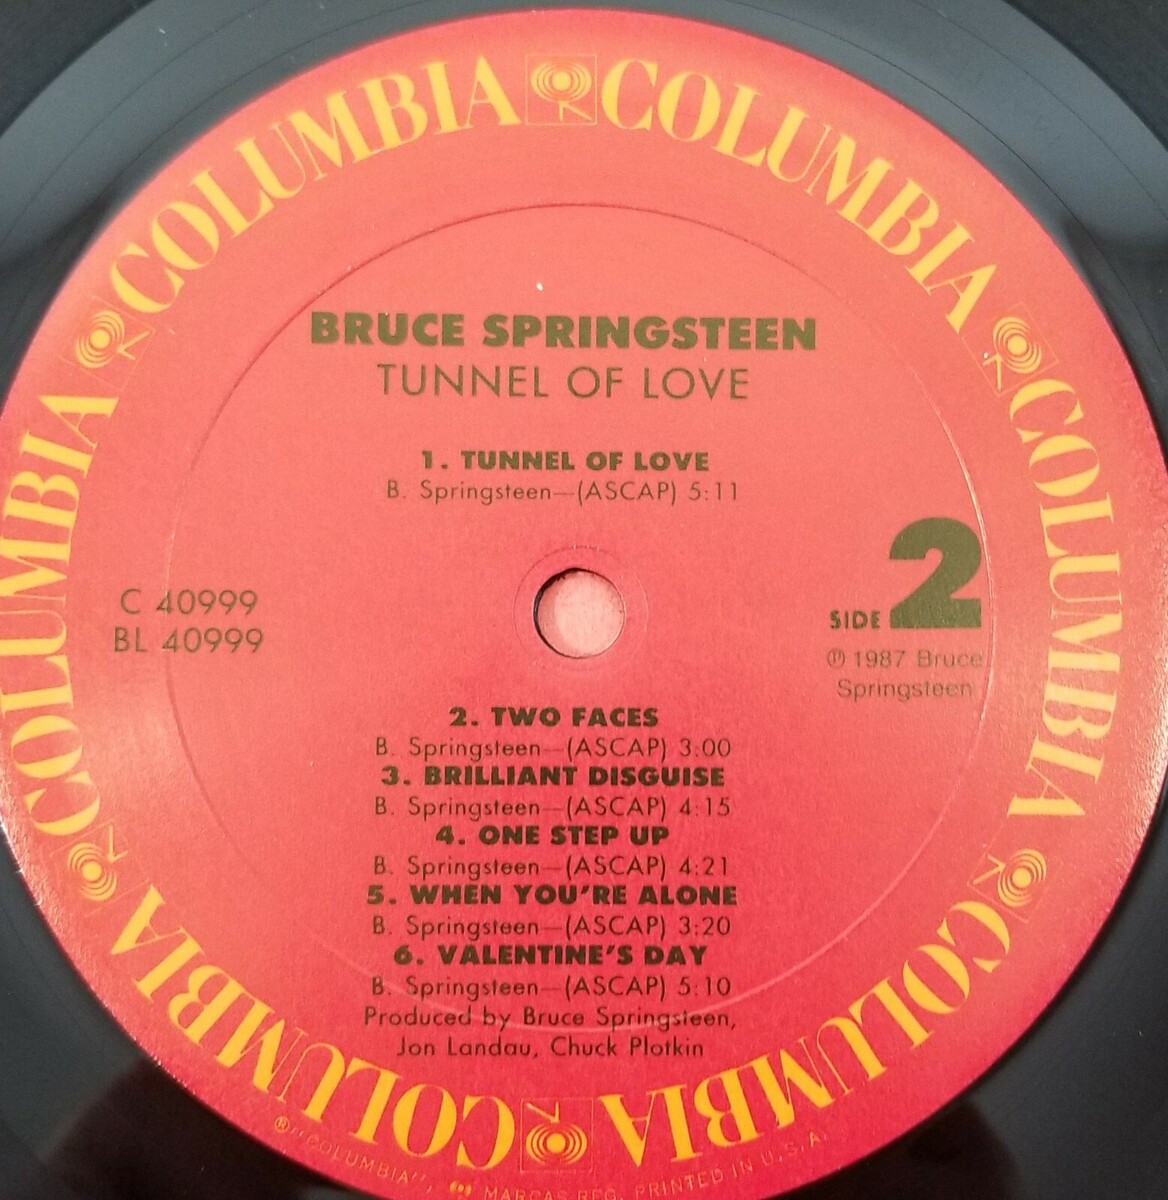 COLUMBIA COLUMBIA COLUMBIA COLUMBIA COLUMBIA COLUMBIA COLUMBIA COLUMBIA
BRUCE SPRINGSTEEN
TUNNEL OF LOVE
1. TUNNEL OF LOVE
B. Springsteen—(ASCAP) 5:11
C 40999
BL 40999
SIDE 2
℗ 1987 Bruce
Springsteen
2. TWO FACES
B. Springsteen—(ASCAP) 3:00
3. BRILLIANT DISGUISE
B. Springsteen—(ASCAP) 4:15
4. ONE STEP UP
B. Springsteen—(ASCAP) 4:21
5. WHEN YOU'RE ALONE
B. Springsteen—(ASCAP) 3:20
6. VALENTINE'S DAY
B. Springsteen—(ASCAP) 5:10
Produced by Bruce Springsteen,
Jon Landau, Chuck Plotkin
® "COLUMBIA", MARCAS REG. PRINTED IN U.S.A.